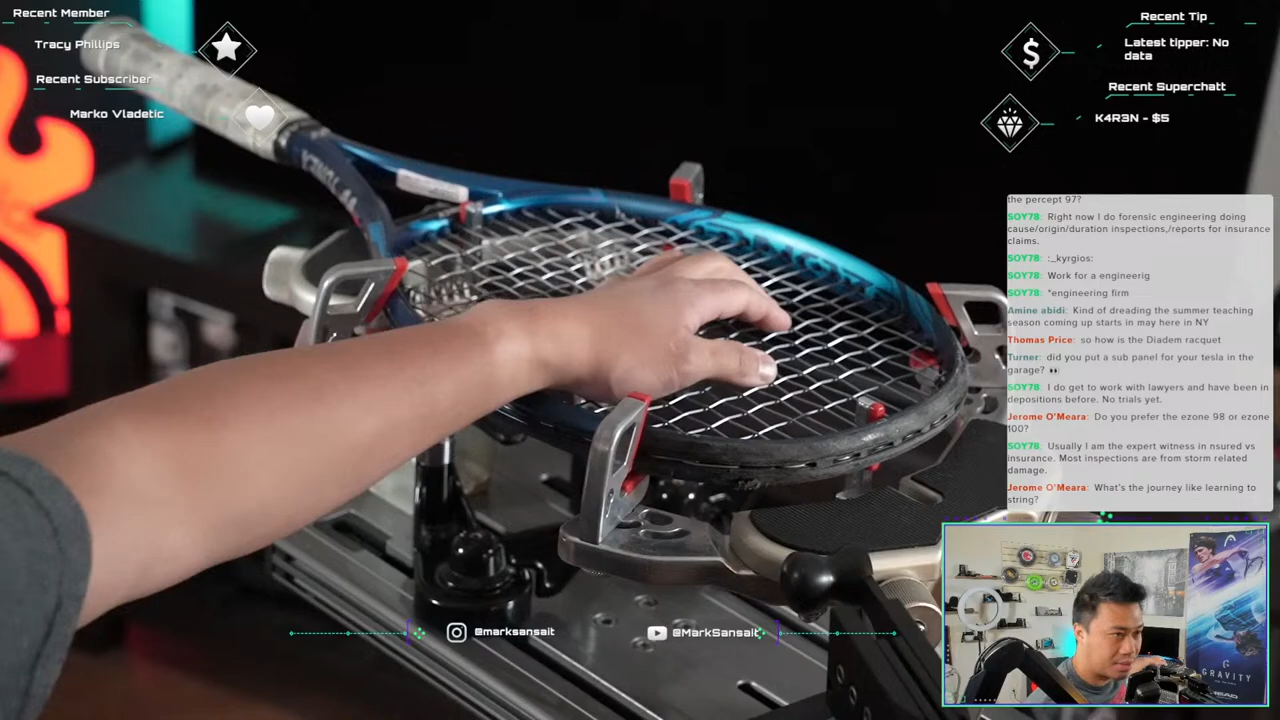 Recent Member
Tracy Phillips
Recent Subscriber
Marko Vladetic
Recent Tip
Latest tipper: No
data
Recent Superchatt
K4R3N - $5
the percept 97?
SOY78: Right now I do forensic engineering doing
cause/origin/duration inspections,/reports for insurance
claims.
SOY78: :_kyrgios:
SOY78: Work for a engineerig
SOY78: *engineering firm
Amine abidi: Kind of dreading the summer teaching
season coming up starts in may here in NY
Thomas Price: so how is the Diadem racquet
Turner: did you put a sub panel for your tesla in the
garage? 👀
SOY78: I do get to work with lawyers and have been in
depositions before. No trials yet.
Jerome O'Meara: Do you prefer the ezone 98 or ezone
100?
SOY78: Usually I am the expert witness in nsured vs
insurance. Most inspections are from storm related
damage.
Jerome O'Meara: What's the journey like learning to
string?
@marksansait
@MarkSansait
GRAVITY
HEAD